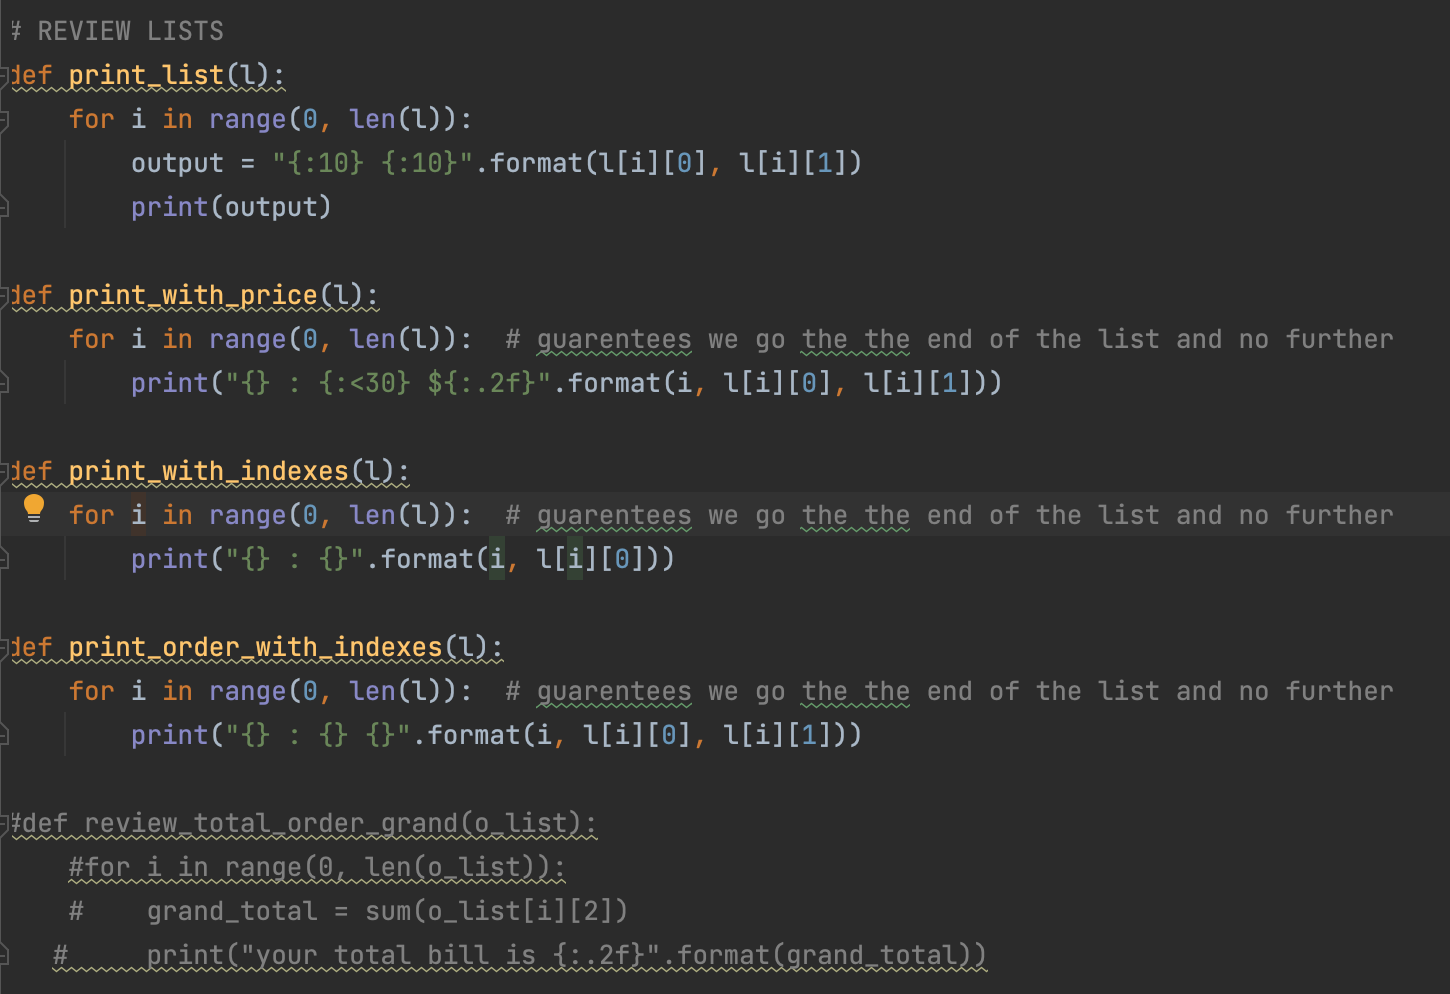 # REVIEW LISTS
def print_list(l):
    for i in range(0, len(l)):
        output = "{:10} {:10}".format(l[i][0], l[i][1])
        print(output)
def print_with_price(l):
    for i in range(0, len(l)):  # guarentees we go the the end of the list and no further
        print("{} : {:<30} ${:.2f}".format(i, l[i][0], l[i][1]))
def print_with_indexes(l):
    for i in range(0, len(l)):  # guarentees we go the the end of the list and no further
        print("{} : {}".format(i, l[i][0]))
def print_order_with_indexes(l):
    for i in range(0, len(l)):  # guarentees we go the the end of the list and no further
        print("{} : {} {}".format(i, l[i][0], l[i][1]))
#def review_total_order_grand(o_list):
    #for i in range(0, len(o_list)):
    #    grand_total = sum(o_list[i][2])
   #     print("your total bill is {:.2f}".format(grand_total))